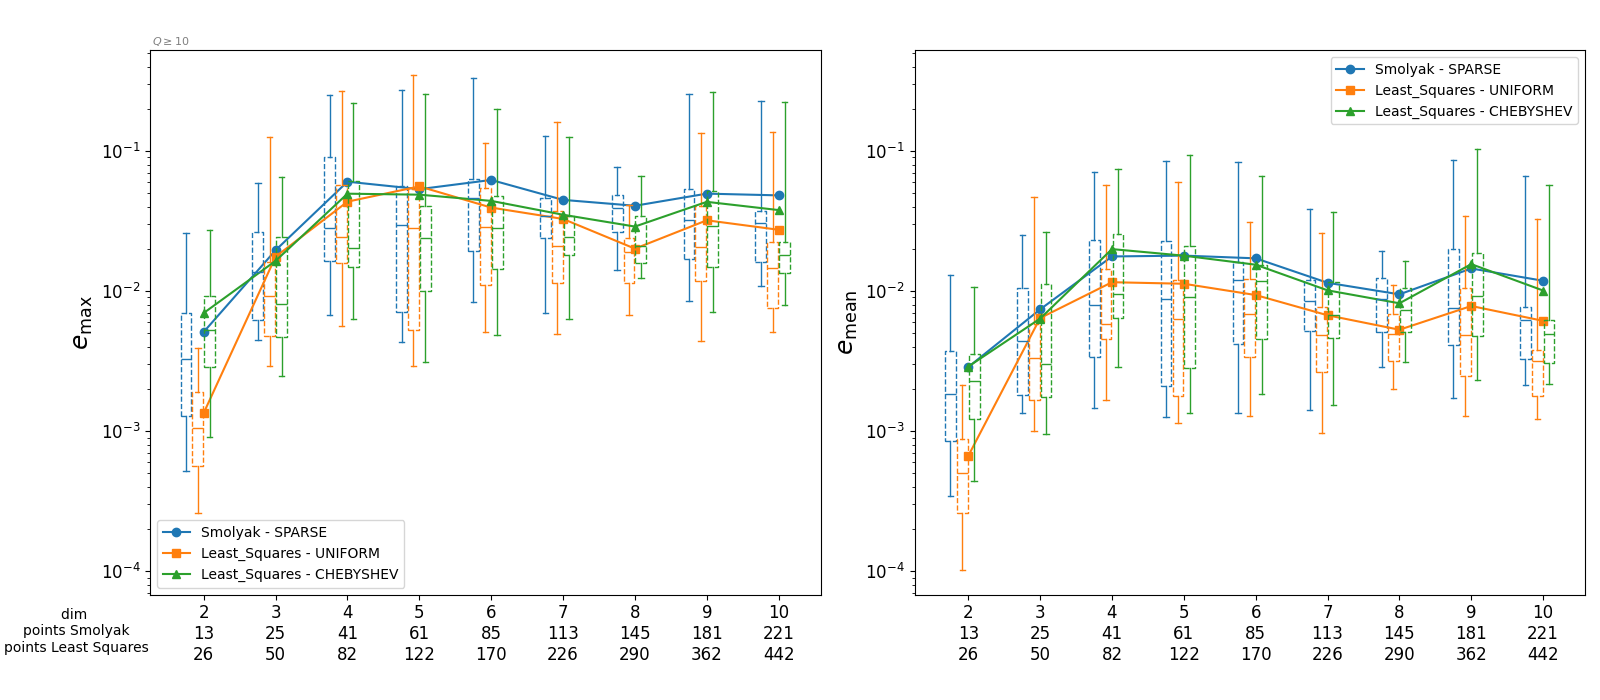 Q ≥ 10
10⁻¹
10⁻²
10⁻³
10⁻⁴
e_max
Smolyak - SPARSE
Least_Squares - UNIFORM
Least_Squares - CHEBYSHEV
dim
points Smolyak
points Least Squares
2 3 4 5 6 7 8 9 10
13 25 41 61 85 113 145 181 221
26 50 82 122 170 226 290 362 442
10⁻¹
10⁻²
10⁻³
10⁻⁴
e_mean
Smolyak - SPARSE
Least_Squares - UNIFORM
Least_Squares - CHEBYSHEV
2 3 4 5 6 7 8 9 10
13 25 41 61 85 113 145 181 221
26 50 82 122 170 226 290 362 442